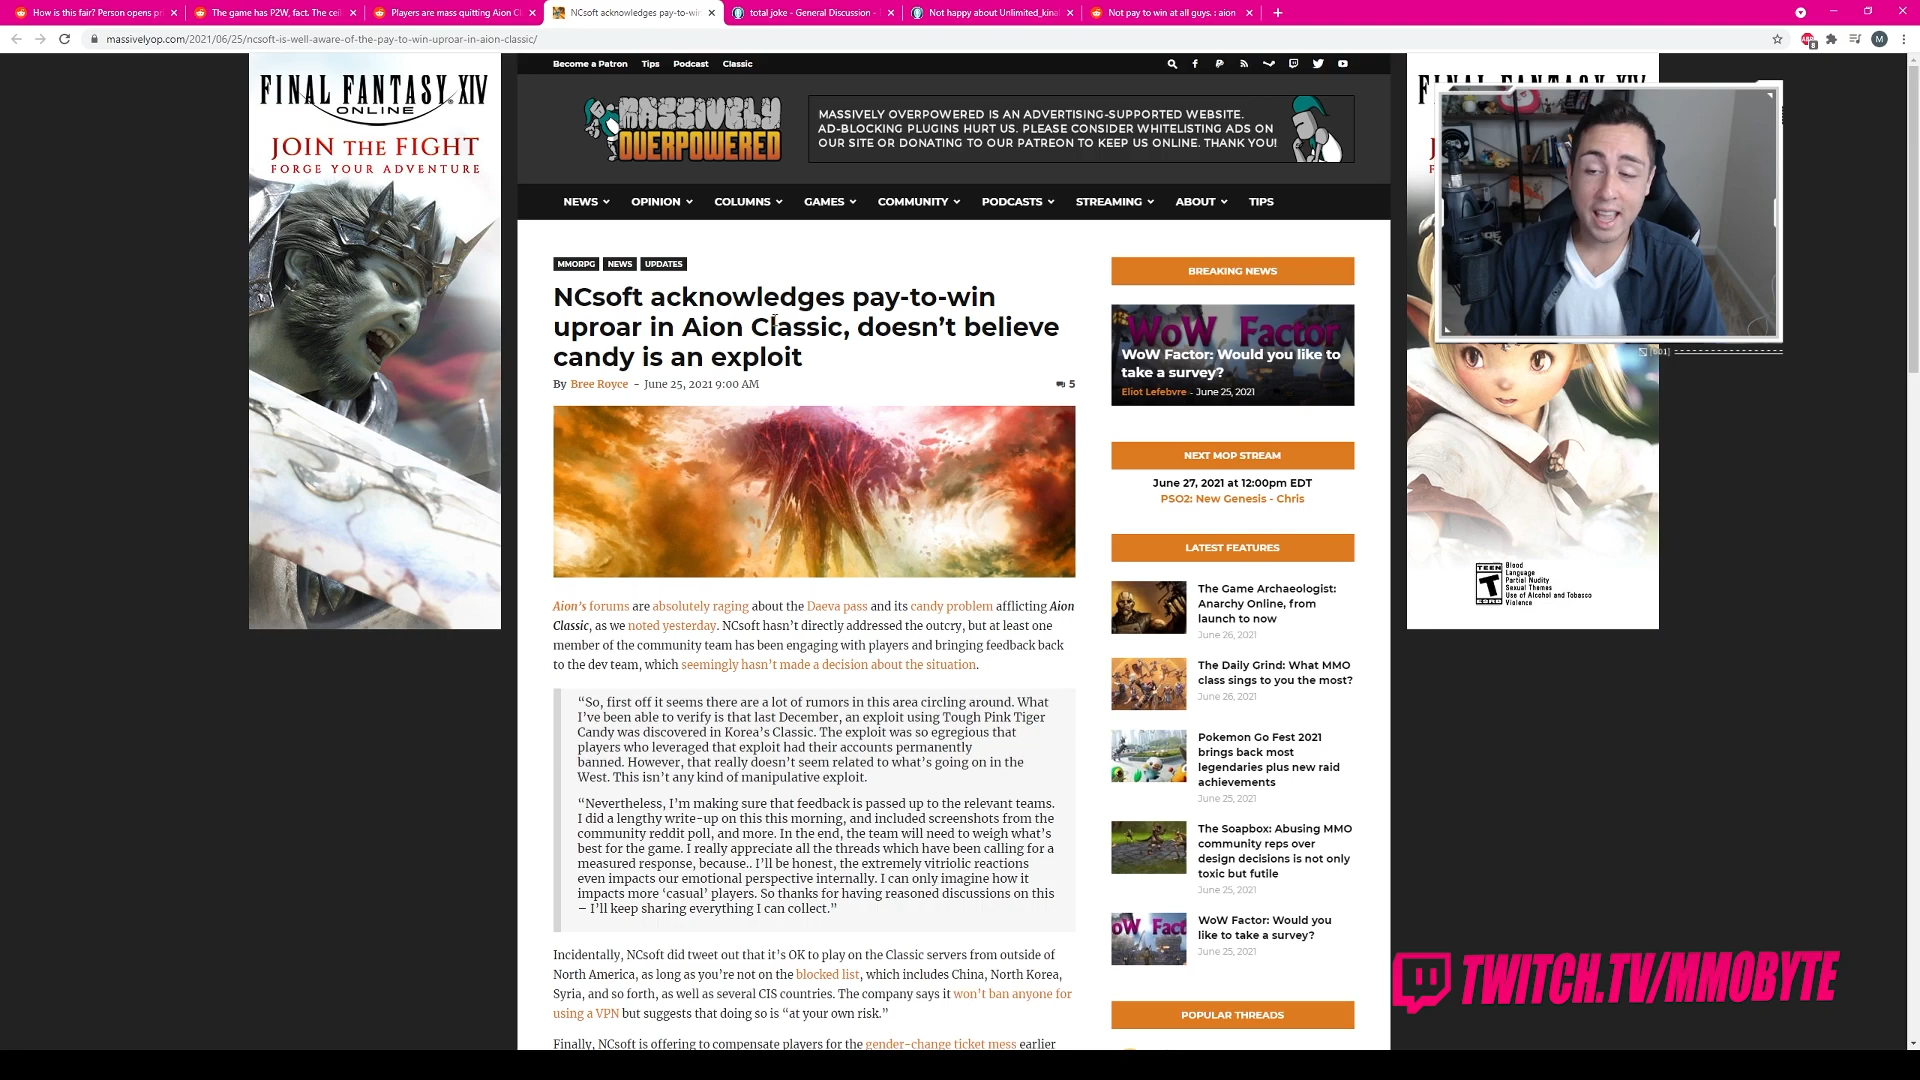 How is this fair? Person opens pr
The game has P2W, fact. The ceil
Players are mass quitting Aion C
NCsoft acknowledges pay-to-win
total joke - General Discussion -
Not happy about Unlimited_kina
Not pay to win at all guys. : aion
massivelyop.com/2021/06/25/ncsoft-is-well-aware-of-the-pay-to-win-uproar-in-aion-classic/
Become a Patron Tips Podcast Classic
FINAL FANTASY XIV
ONLINE
JOIN THE FIGHT
FORGE YOUR ADVENTURE
MASSIVELY
OVERPOWERED
MASSIVELY OVERPOWERED IS AN ADVERTISING-SUPPORTED WEBSITE.
AD-BLOCKING PLUGINS HURT US. PLEASE CONSIDER WHITELISTING ADS ON
OUR SITE OR DONATING TO OUR PATREON TO KEEP US ONLINE. THANK YOU!
NEWS OPINION COLUMNS GAMES COMMUNITY PODCASTS STREAMING ABOUT TIPS
MMORPG NEWS UPDATES
NCsoft acknowledges pay-to-win
uproar in Aion Classic, doesn’t believe
candy is an exploit
By Bree Royce - June 25, 2021 9:00 AM 5
Aion’s forums are absolutely raging about the Daeva pass and its candy problem afflicting Aion
Classic, as we noted yesterday. NCsoft hasn’t directly addressed the outcry, but at least one
member of the community team has been engaging with players and bringing feedback back
to the dev team, which seemingly hasn’t made a decision about the situation.
“So, first off it seems there are a lot of rumors in this area circling around. What
I’ve been able to verify is that last December, an exploit using Tough Pink Tiger
Candy was discovered in Korea’s Classic. The exploit was so egregious that
players who leveraged that exploit had their accounts permanently
banned. However, that really doesn’t seem related to what’s going on in the
West. This isn’t any kind of manipulative exploit.
“Nevertheless, I’m making sure that feedback is passed up to the relevant teams.
I did a lengthy write-up on this this morning, and included screenshots from the
community reddit poll, and more. In the end, the team will need to weigh what’s
best for the game. I really appreciate all the threads which have been calling for a
measured response, because.. I’ll be honest, the extremely vitriolic reactions
even impacts our emotional perspective internally. I can only imagine how it
impacts more ‘casual’ players. So thanks for having reasoned discussions on this
– I’ll keep sharing everything I can collect.”
Incidentally, NCsoft did tweet out that it’s OK to play on the Classic servers from outside of
North America, as long as you’re not on the blocked list, which includes China, North Korea,
Syria, and so forth, as well as several CIS countries. The company says it won’t ban anyone for
using a VPN but suggests that doing so is “at your own risk.”
Finally, NCsoft is offering to compensate players for the gender-change ticket mess earlier
BREAKING NEWS
WoW Factor
WoW Factor: Would you like to
take a survey?
Eliot Lefebvre - June 25, 2021
NEXT MOP STREAM
June 27, 2021 at 12:00pm EDT
PSO2: New Genesis - Chris
LATEST FEATURES
The Game Archaeologist:
Anarchy Online, from
launch to now
June 26, 2021
The Daily Grind: What MMO
class sings to you the most?
June 26, 2021
Pokemon Go Fest 2021
brings back most
legendaries plus new raid
achievements
June 25, 2021
The Soapbox: Abusing MMO
community reps over
design decisions is not only
toxic but futile
June 25, 2021
WoW Factor: Would you
like to take a survey?
June 25, 2021
POPULAR THREADS
[001]
TEEN
T
Blood
Language
Partial Nudity
Sexual Themes
Use of Alcohol and Tobacco
Violence
TWITCH.TV/MMOBYTE